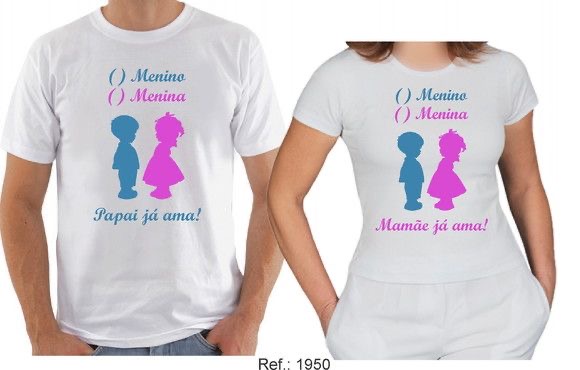 ( ) Menino
( ) Menina
Papai já ama!
( ) Menino
( ) Menina
Mamãe já ama!
Ref.: 1950